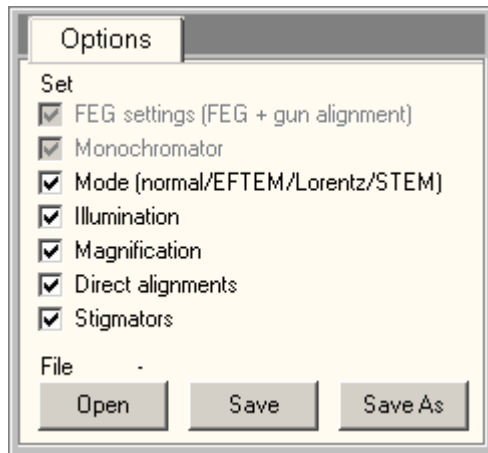 Options
Set
FEG settings (FEG + gun alignment)
Monochromator
Mode (normal/EFTEM/Lorentz/STEM)
Illumination
Magnification
Direct alignments
Stigmators
File -
Open Save Save As